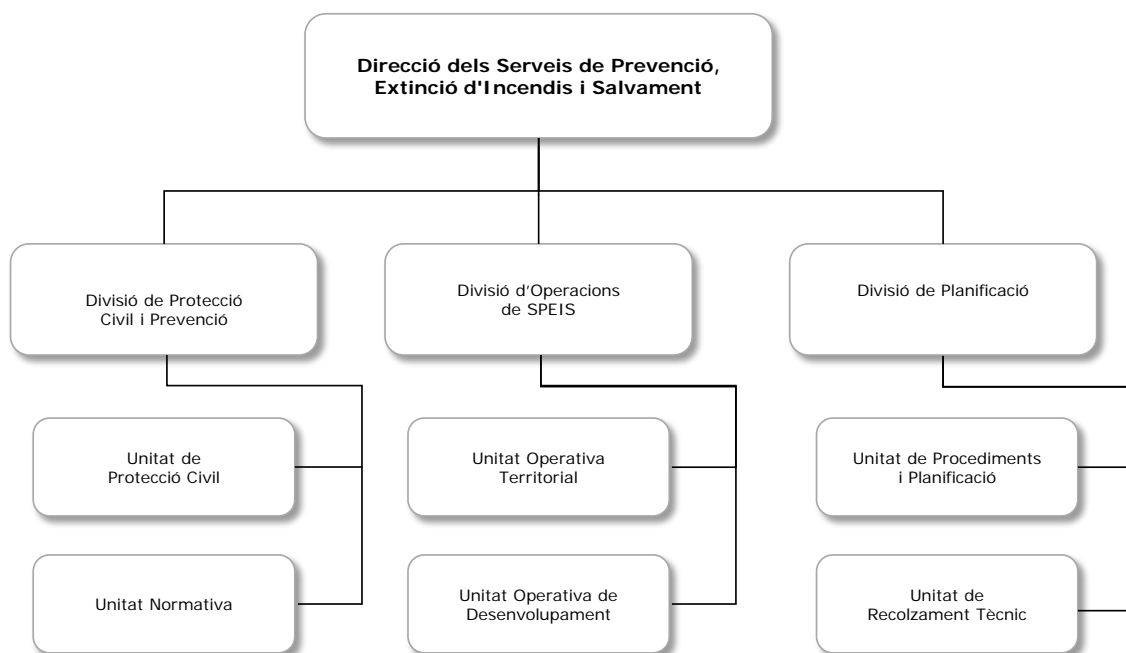 Direcció dels Serveis de Prevenció,
Extinció d'Incendis i Salvament
Divisió de Protecció
Civil i Prevenció
Divisió d’Operacions
de SPEIS
Divisió de Planificació
Unitat de
Protecció Civil
Unitat Operativa
Territorial
Unitat de Procediments
i Planificació
Unitat Normativa
Unitat Operativa de
Desenvolupament
Unitat de
Recolzament Tècnic